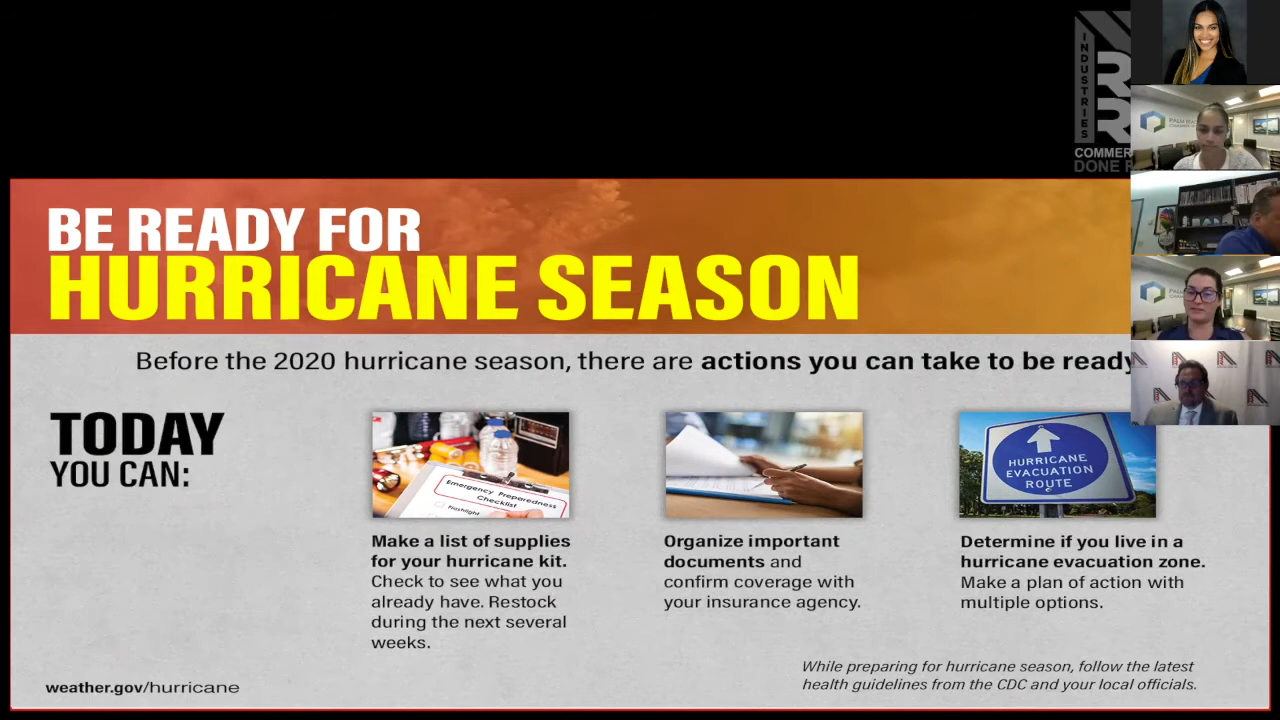 INDUSTRIES
COMMER
DONE
BE READY FOR
HURRICANE SEASON
Before the 2020 hurricane season, there are actions you can take to be ready
TODAY
YOU CAN:
Emergency Preparedness
Checklist
Flashlight
HURRICANE
EVACUATION
ROUTE
Make a list of supplies
for your hurricane kit.
Check to see what you
already have. Restock
during the next several
weeks.
Organize important
documents and
confirm coverage with
your insurance agency.
Determine if you live in a
hurricane evacuation zone.
Make a plan of action with
multiple options.
While preparing for hurricane season, follow the latest
health guidelines from the CDC and your local officials.
weather.gov/hurricane